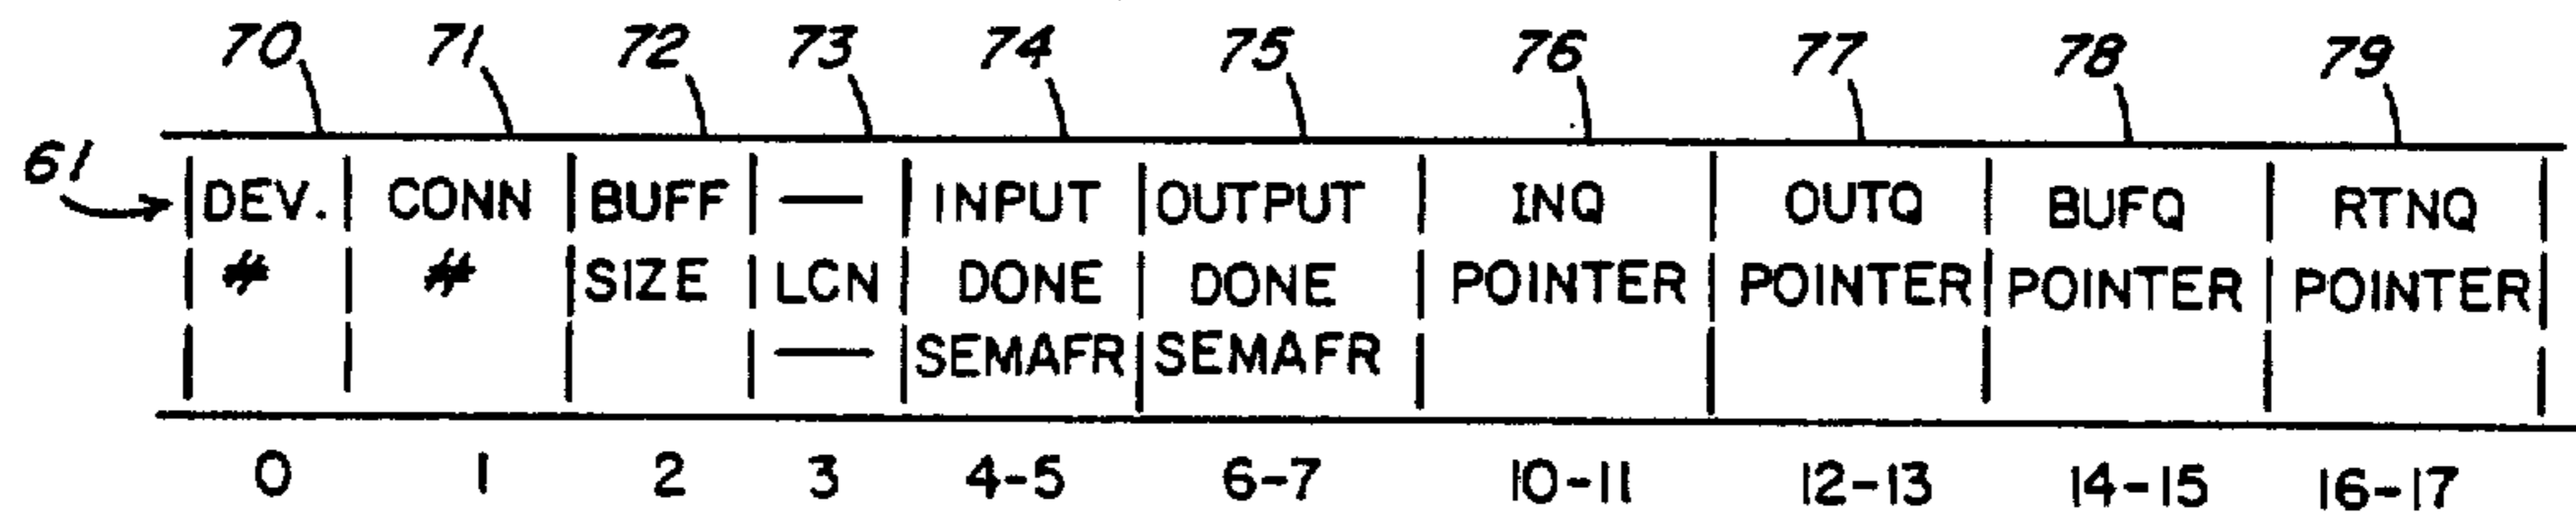 70 71 72 73 74 75 76 77 78 79
61 DEV. CONN BUFF — INPUT OUTPUT INQ OUTQ BUFQ RTNQ
# # SIZE LCN DONE DONE POINTER POINTER POINTER POINTER
— SEMAFR SEMAFR
0 1 2 3 4-5 6-7 10-11 12-13 14-15 16-17